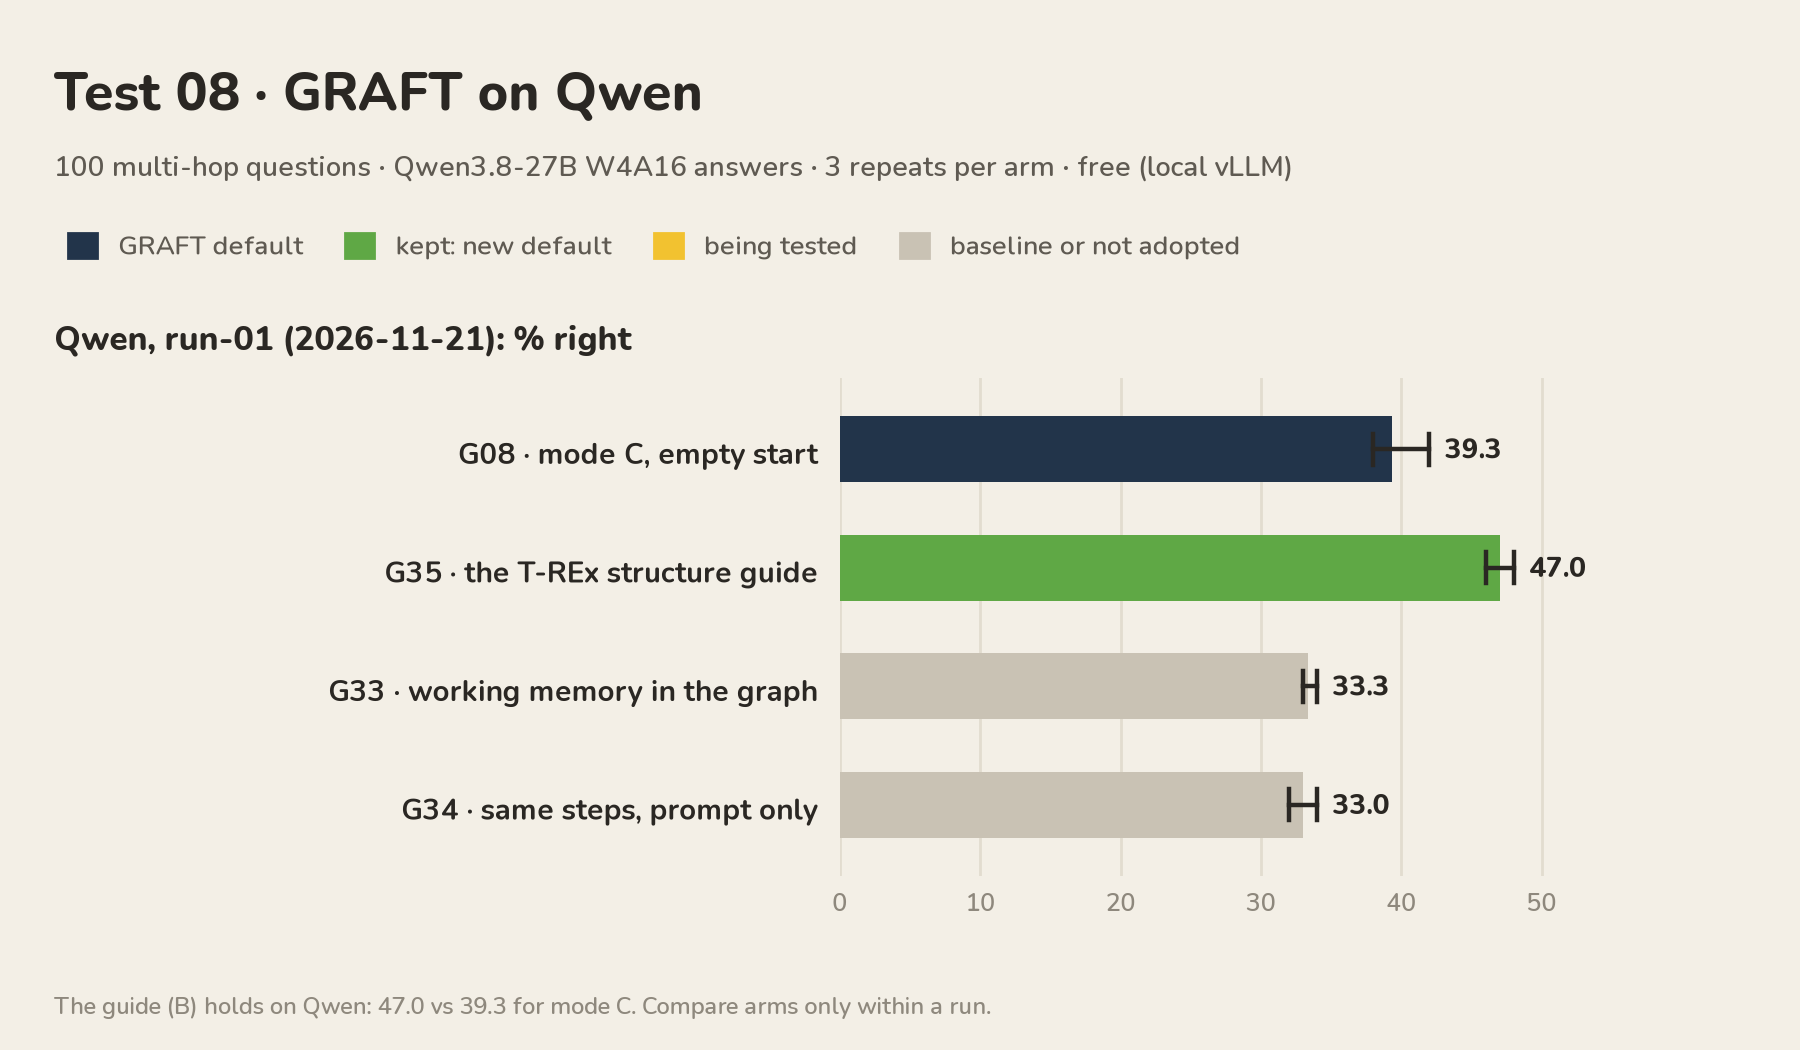 Test 08 · GRAFT on Qwen
100 multi-hop questions · Qwen3.8-27B W4A16 answers · 3 repeats per arm · free (local vLLM)
GRAFT default
kept: new default
being tested
baseline or not adopted
Qwen, run-01 (2026-11-21): % right
G08 · mode C, empty start
39.3
G35 · the T-REx structure guide
47.0
G33 · working memory in the graph
33.3
G34 · same steps, prompt only
33.0
0 10 20 30 40 50
The guide (B) holds on Qwen: 47.0 vs 39.3 for mode C. Compare arms only within a run.